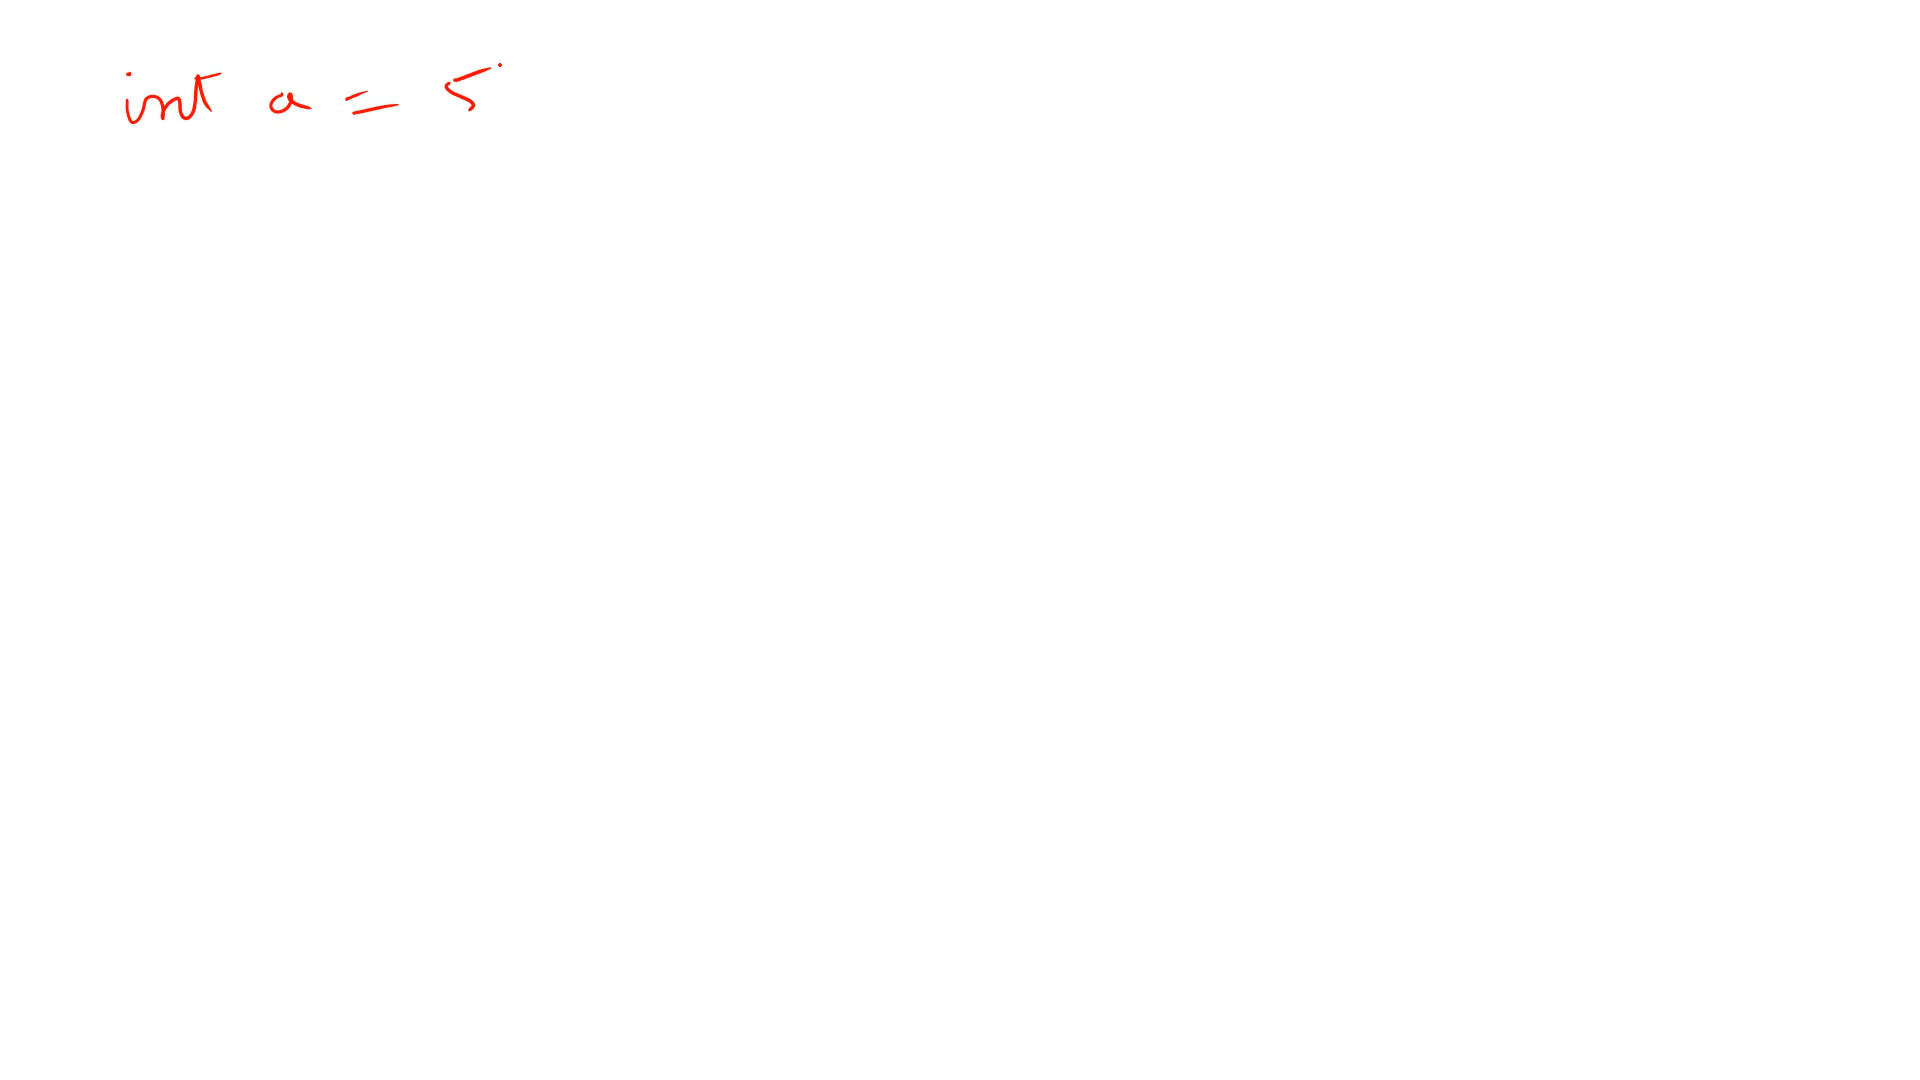 int a = 5